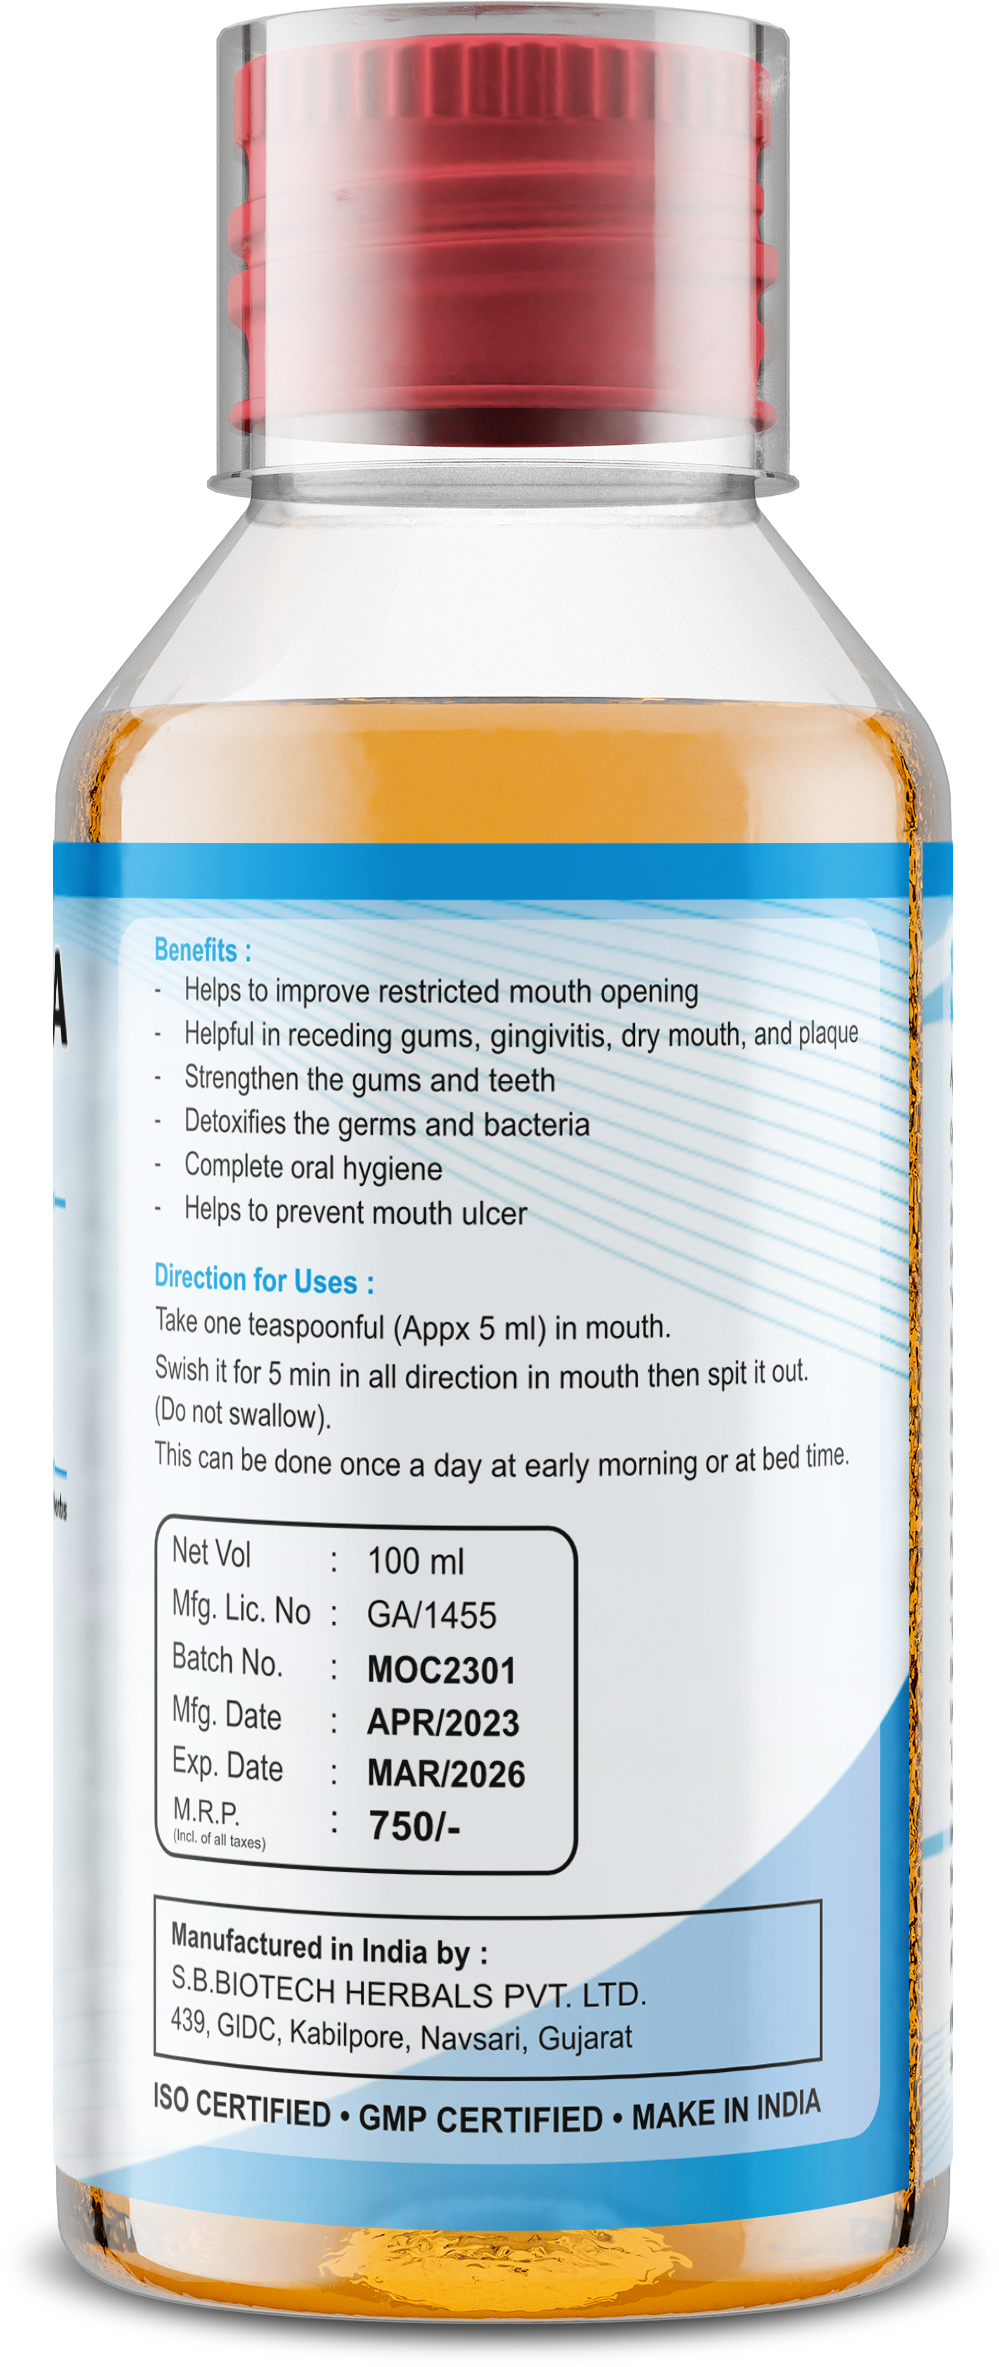 Benefits :
- Helps to improve restricted mouth opening
- Helpful in receding gums, gingivitis, dry mouth, and plaque
- Strengthen the gums and teeth
- Detoxifies the germs and bacteria
- Complete oral hygiene
- Helps to prevent mouth ulcer
Direction for Uses :
Take one teaspoonful (Appx 5 ml) in mouth.
Swish it for 5 min in all direction in mouth then spit it out.
(Do not swallow).
This can be done once a day at early morning or at bed time.
Net Vol : 100 ml
Mfg. Lic. No : GA/1455
Batch No. : MOC2301
Mfg. Date : APR/2023
Exp. Date : MAR/2026
M.R.P. : 750/-
(Incl. of all taxes)
Manufactured in India by :
S.B.BIOTECH HERBALS PVT. LTD.
439, GIDC, Kabilpore, Navsari, Gujarat
ISO CERTIFIED • GMP CERTIFIED • MAKE IN INDIA